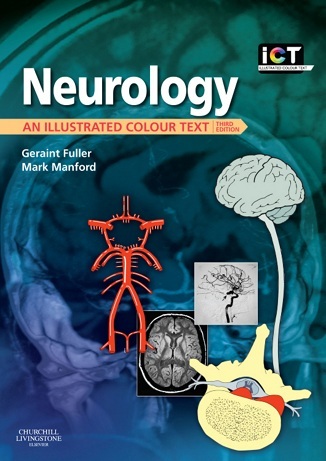 iCT
ILLUSTRATED COLOUR TEXT
Neurology
AN ILLUSTRATED COLOUR TEXT
THIRD
EDITION
Geraint Fuller
Mark Manford
CHURCHILL
LIVINGSTONE
ELSEVIER